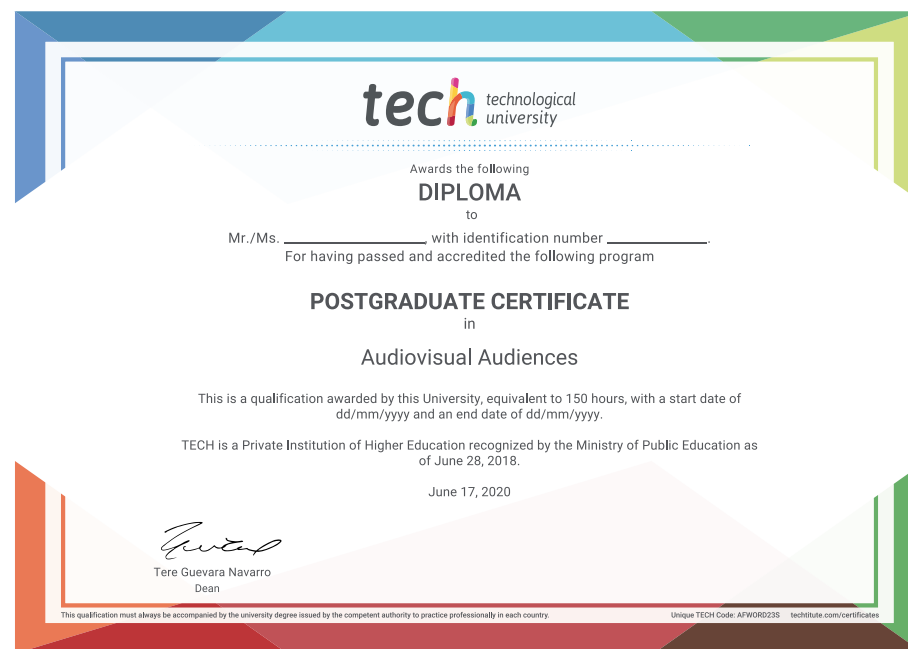 tech technological
university
Awards the following
DIPLOMA
to
Mr./Ms. ____________________, with identification number ______________.
For having passed and accredited the following program
POSTGRADUATE CERTIFICATE
in
Audiovisual Audiences
This is a qualification awarded by this University, equivalent to 150 hours, with a start date of
dd/mm/yyyy and an end date of dd/mm/yyyy.
TECH is a Private Institution of Higher Education recognized by the Ministry of Public Education as
of June 28, 2018.
June 17, 2020
Tere Guevara Navarro
Dean
This qualification must always be accompanied by the university degree issued by the competent authority to practice professionally in each country. Unique TECH Code: AFWORD23S techtitute.com/certificates